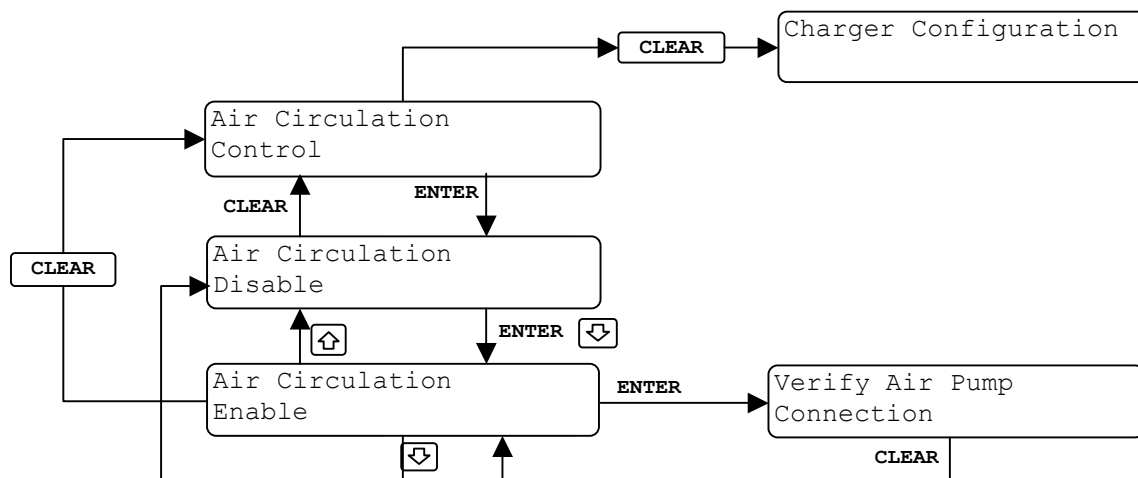 Charger Configuration
CLEAR
Air Circulation
Control
CLEAR
ENTER
Air Circulation
Disable
CLEAR
ENTER
Air Circulation
Enable
ENTER
Verify Air Pump
Connection
CLEAR